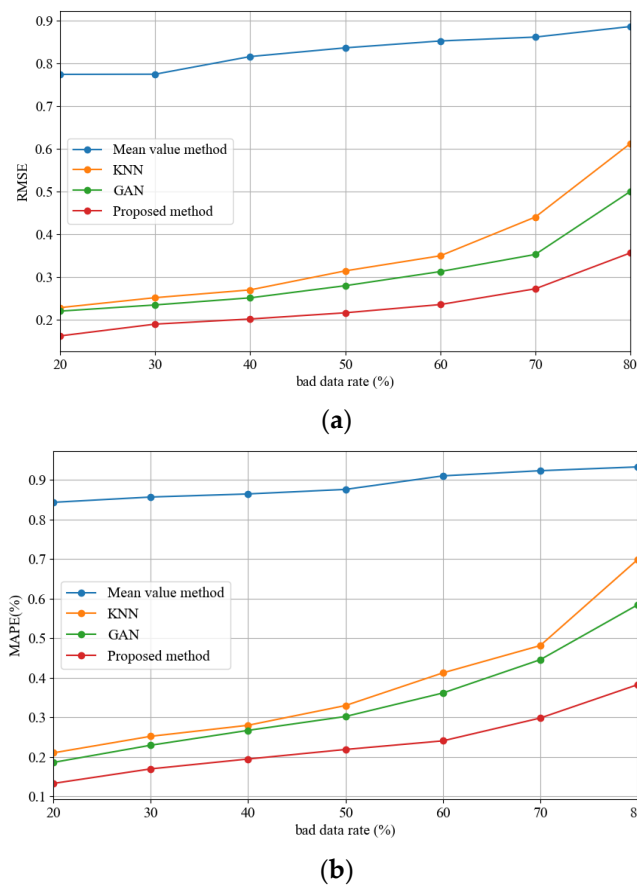 0.9
0.8
0.7
0.6
0.5
0.4
0.3
0.2
RMSE
Mean value method
KNN
GAN
Proposed method
20 30 40 50 60 70 80
bad data rate (%)
(a)
0.9
0.8
0.7
0.6
0.5
0.4
0.3
0.2
0.1
MAPE(%)
Mean value method
KNN
GAN
Proposed method
20 30 40 50 60 70 8
bad data rate (%)
(b)